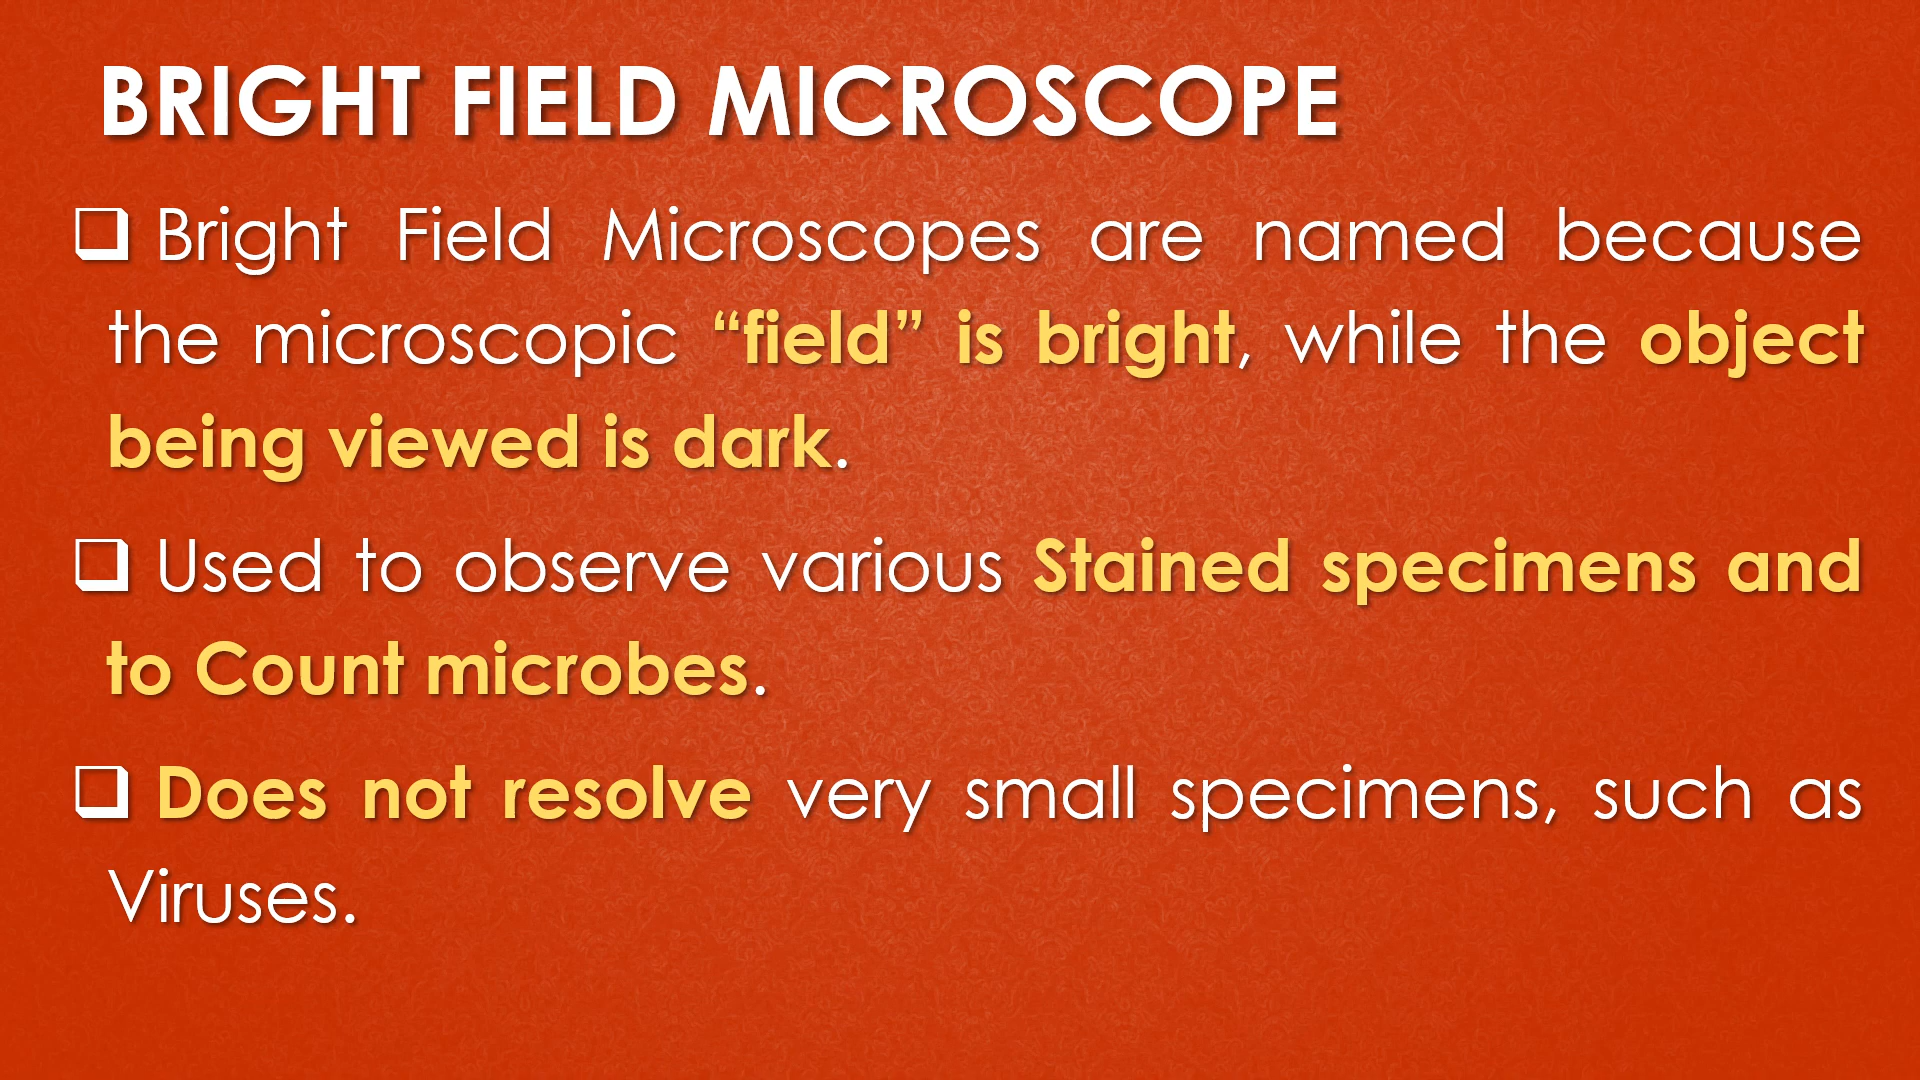 BRIGHT FIELD MICROSCOPE
❑ Bright Field Microscopes are named because
the microscopic “field” is bright, while the object
being viewed is dark.
❑ Used to observe various Stained specimens and
to Count microbes.
❑ Does not resolve very small specimens, such as
Viruses.